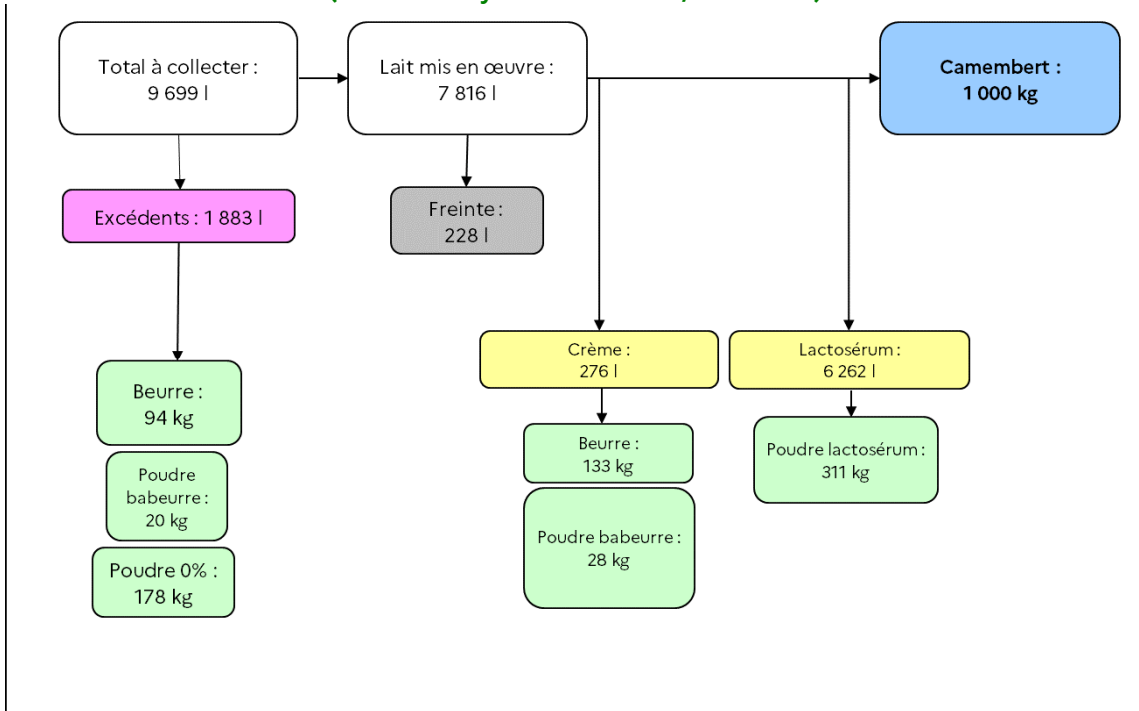 Total à collecter :
9 699 l
Lait mis en œuvre :
7 816 l
Camembert :
1 000 kg
Excédents : 1 883 l
Freinte :
228 l
Crème :
276 l
Lactosérum :
6 262 l
Beurre :
94 kg
Poudre
babeurre :
20 kg
Poudre 0% :
178 kg
Beurre :
133 kg
Poudre babeurre :
28 kg
Poudre lactosérum :
311 kg